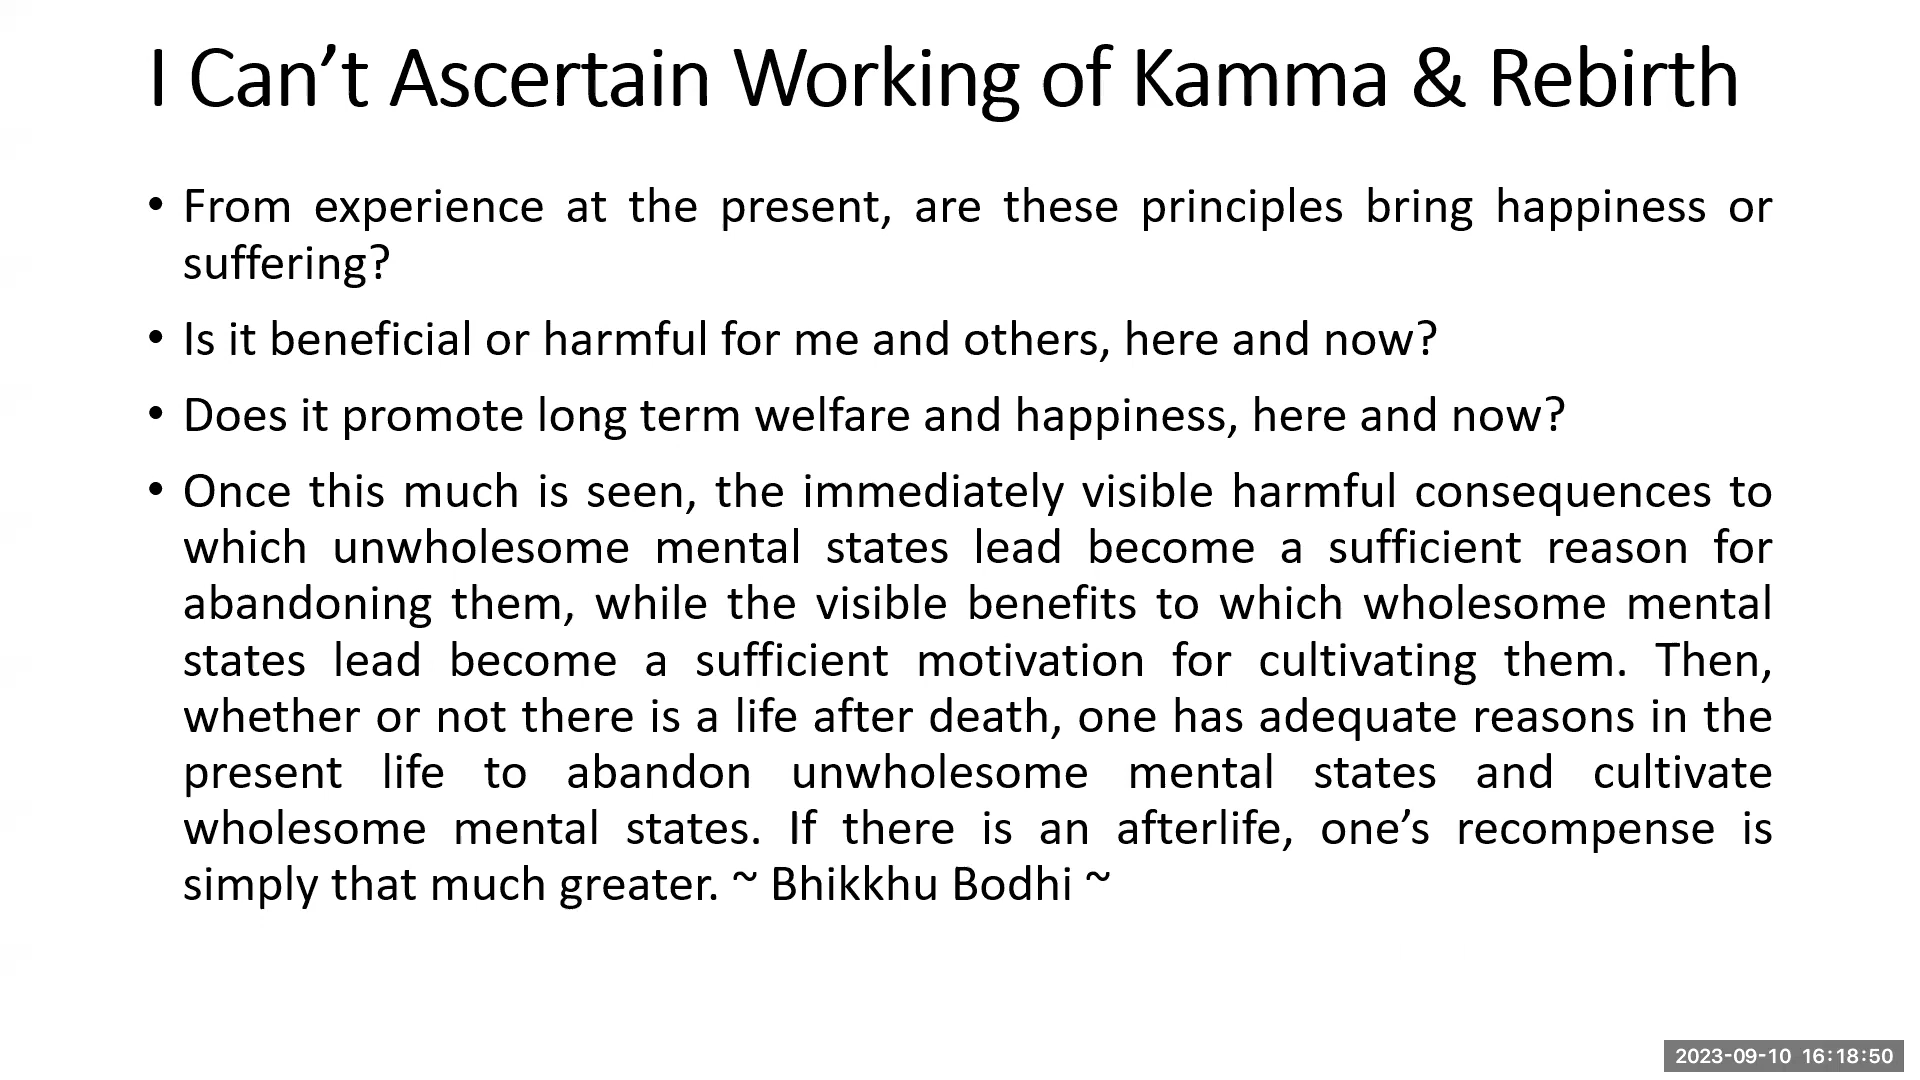 I Can’t Ascertain Working of Kamma & Rebirth
• From experience at the present, are these principles bring happiness or
suffering?
• Is it beneficial or harmful for me and others, here and now?
• Does it promote long term welfare and happiness, here and now?
• Once this much is seen, the immediately visible harmful consequences to
which unwholesome mental states lead become a sufficient reason for
abandoning them, while the visible benefits to which wholesome mental
states lead become a sufficient motivation for cultivating them. Then,
whether or not there is a life after death, one has adequate reasons in the
present life to abandon unwholesome mental states and cultivate
wholesome mental states. If there is an afterlife, one’s recompense is
simply that much greater. ~ Bhikkhu Bodhi ~
2023-09-10 16:18:50